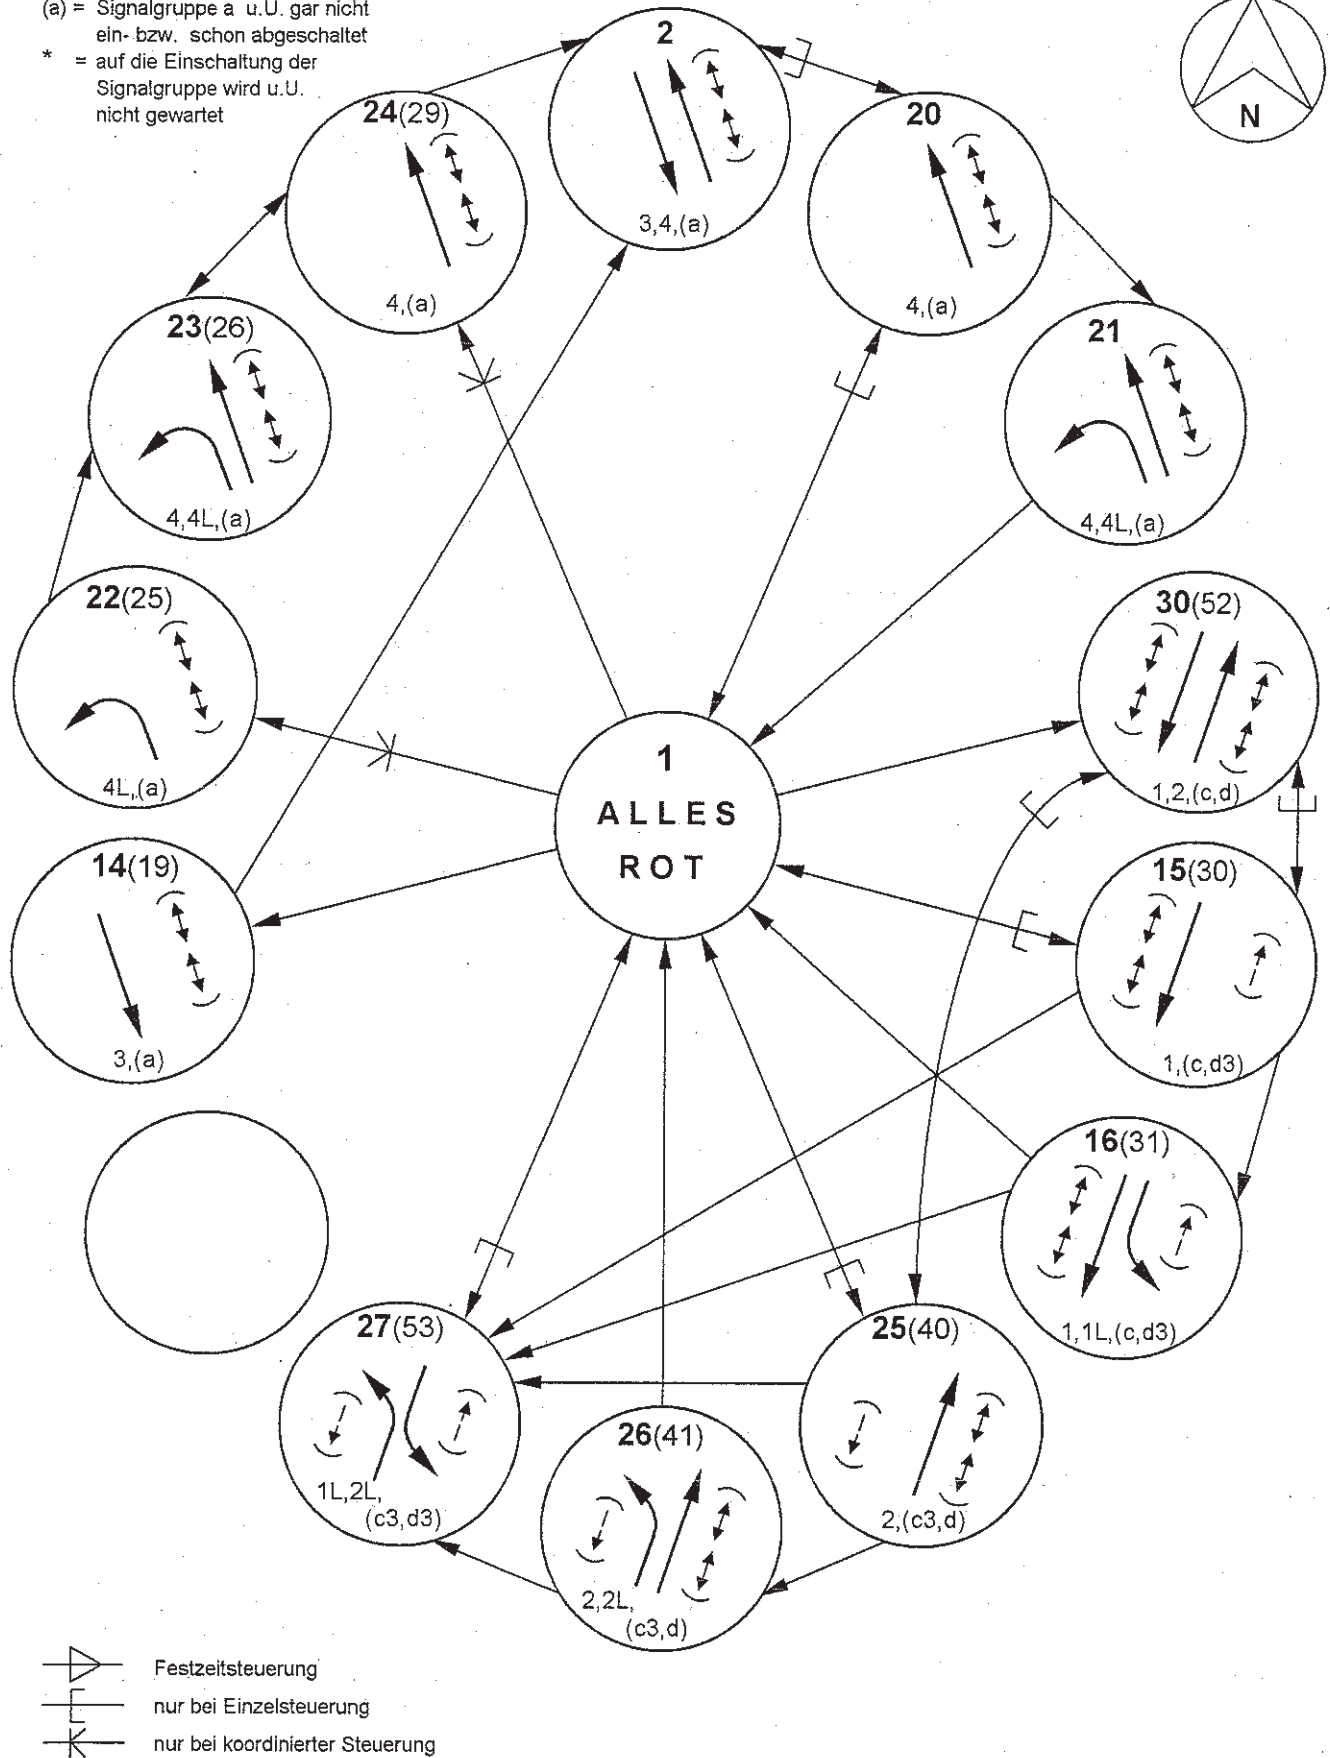 (a) = Signalgruppe a u.U. gar nicht
ein- bzw. schon abgeschaltet
* = auf die Einschaltung der
Signalgruppe wird u.U.
nicht gewartet
N
2
3,4,(a)
24(29)
4,(a)
20
4,(a)
23(26)
4,4L,(a)
21
4,4L,(a)
22(25)
4L,(a)
30(52)
1,2,(c,d)
1
ALLES
ROT
14(19)
3,(a)
15(30)
1,(c,d3)
16(31)
1,1L,(c,d3)
27(53)
1L,2L,
(c3,d3)
25(40)
2,(c3,d)
26(41)
2,2L,
(c3,d)
Festzeitsteuerung
nur bei Einzelsteuerung
nur bei koordinierter Steuerung